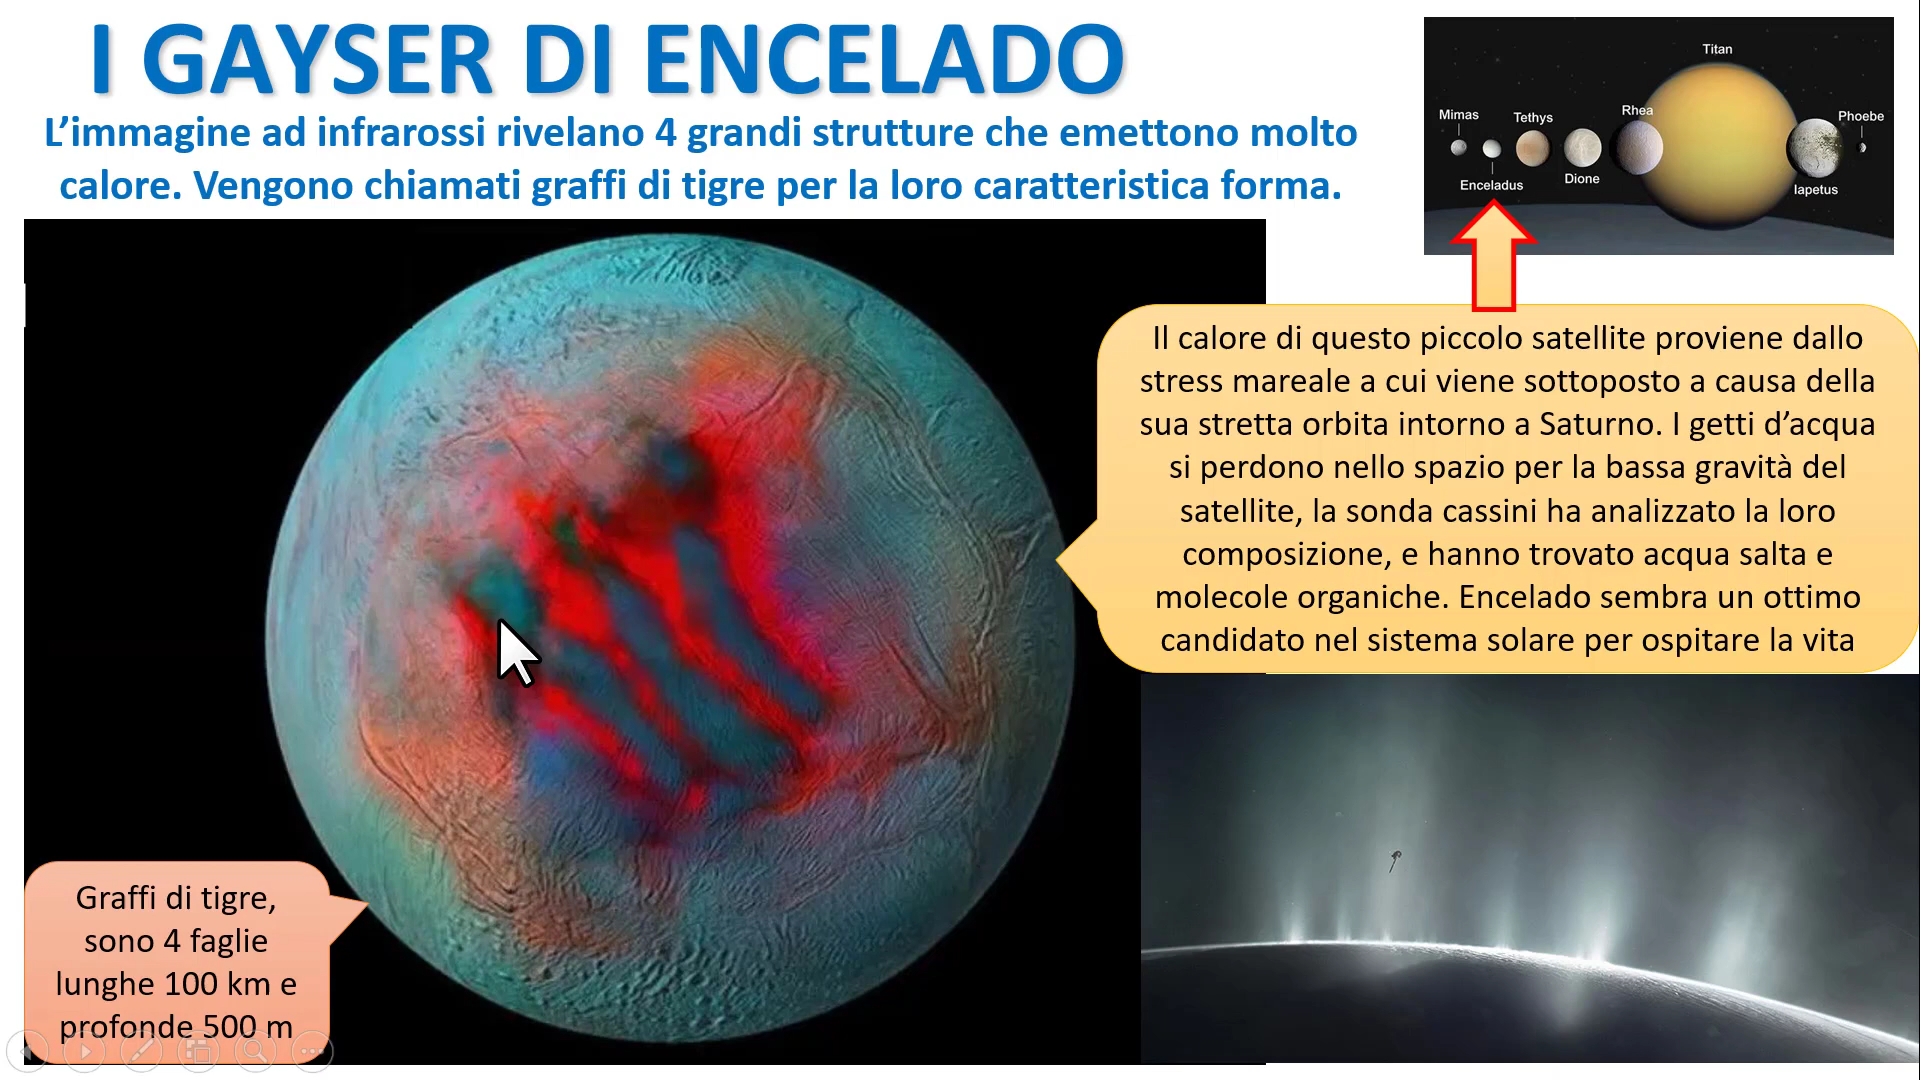 I GAYSER DI ENCELADO
L’immagine ad infrarossi rivelano 4 grandi strutture che emettono molto
calore. Vengono chiamati graffi di tigre per la loro caratteristica forma.
Titan
Mimas
Tethys
Rhea
Phoebe
Enceladus
Dione
Iapetus
Il calore di questo piccolo satellite proviene dallo
stress mareale a cui viene sottoposto a causa della
sua stretta orbita intorno a Saturno. I getti d’acqua
si perdono nello spazio per la bassa gravità del
satellite, la sonda cassini ha analizzato la loro
composizione, e hanno trovato acqua salta e
molecole organiche. Encelado sembra un ottimo
candidato nel sistema solare per ospitare la vita
Graffi di tigre,
sono 4 faglie
lunghe 100 km e
profonde 500 m